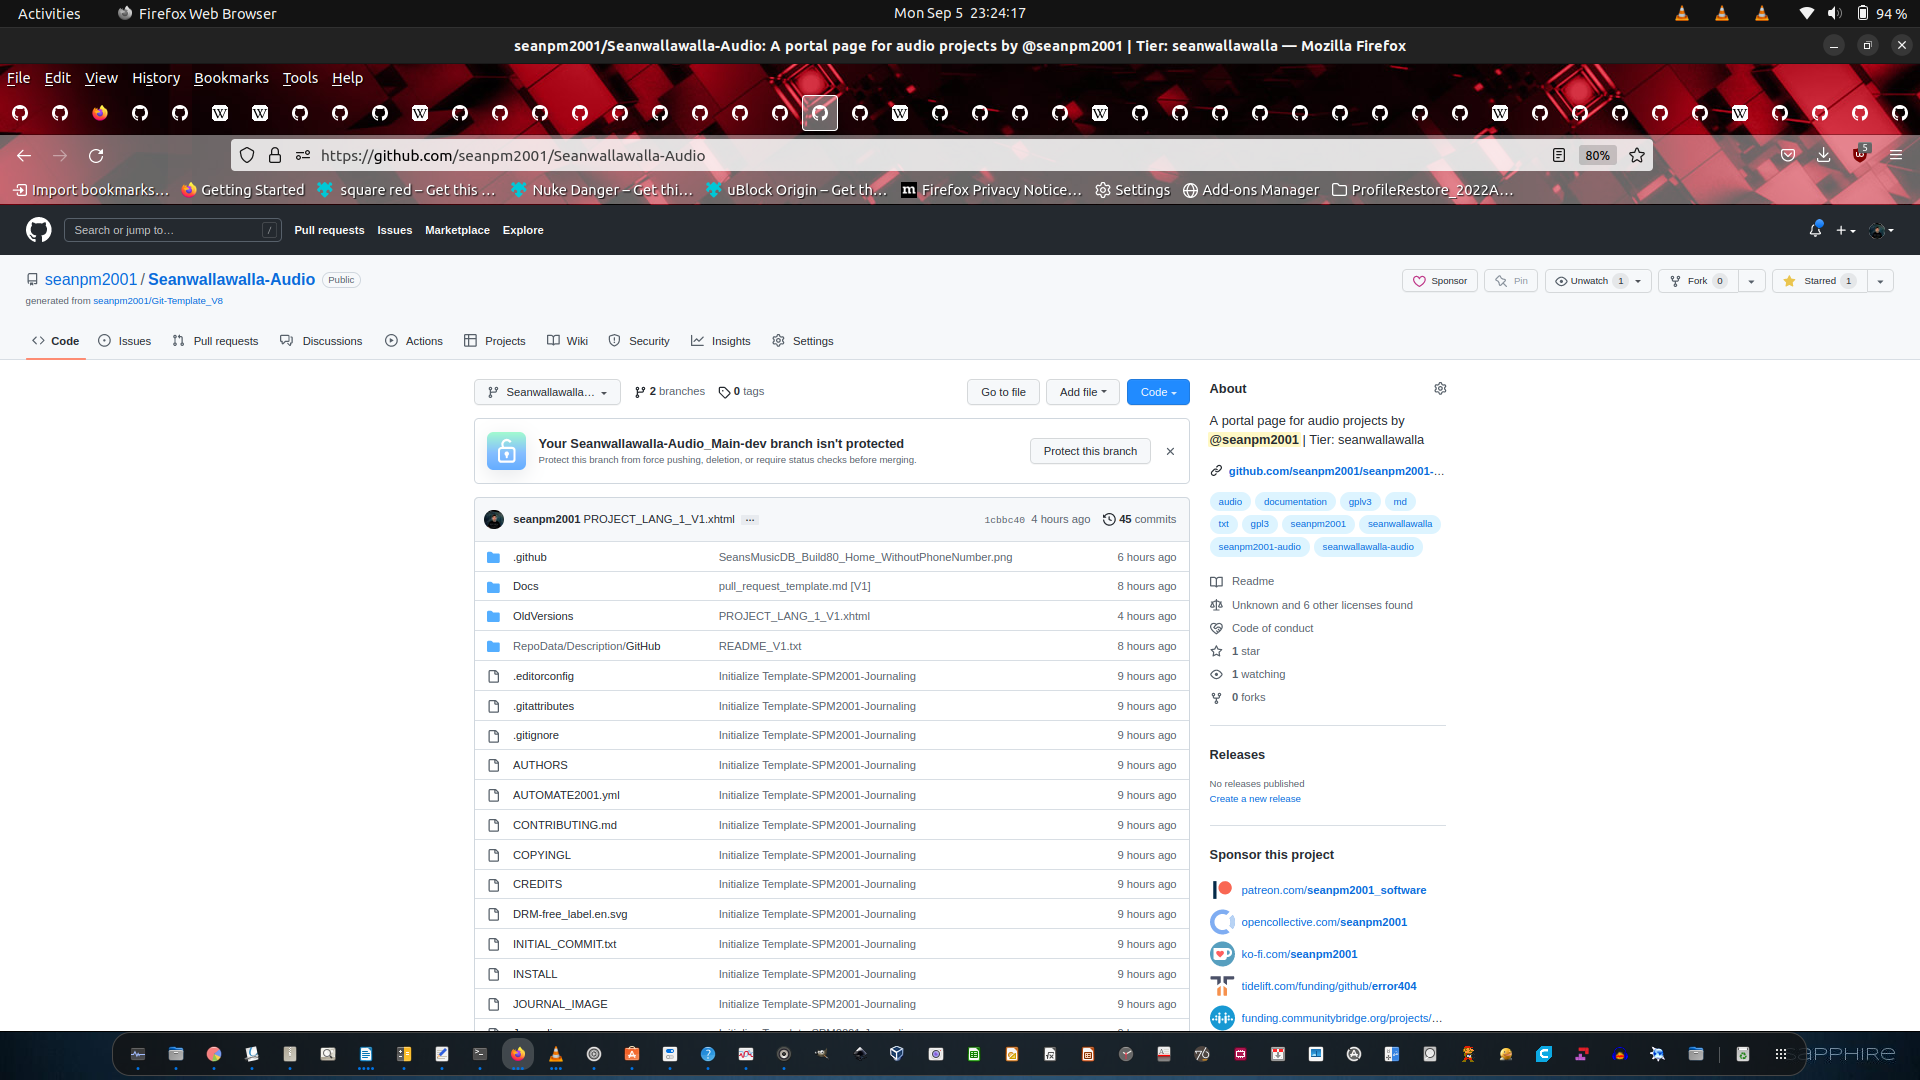 Activities
Firefox Web Browser
Mon Sep 5 23:24:17
94 %
seanpm2001/Seanwallawalla-Audio: A portal page for audio projects by @seanpm2001 | Tier: seanwallawalla — Mozilla Firefox
File Edit View History Bookmarks Tools Help
https://github.com/seanpm2001/Seanwallawalla-Audio
80%
5
Import bookmarks…
Getting Started
square red – Get this …
Nuke Danger – Get thi…
uBlock Origin – Get th…
Firefox Privacy Notice…
Settings
Add-ons Manager
ProfileRestore_2022A…
Search or jump to…
/
Pull requests Issues Marketplace Explore
seanpm2001 / Seanwallawalla-Audio Public
generated from seanpm2001/Git-Template_V8
Sponsor
Pin
Unwatch 1
Fork 0
Starred 1
Code
Issues
Pull requests
Discussions
Actions
Projects
Wiki
Security
Insights
Settings
Seanwallawalla…
2 branches
0 tags
Go to file
Add file
Code
Your Seanwallawalla-Audio_Main-dev branch isn't protected
Protect this branch from force pushing, deletion, or require status checks before merging.
Protect this branch
seanpm2001 PROJECT_LANG_1_V1.xhtml …
1cbbc40 4 hours ago
45 commits
.github SeansMusicDB_Build80_Home_WithoutPhoneNumber.png 6 hours ago
Docs pull_request_template.md [V1] 8 hours ago
OldVersions PROJECT_LANG_1_V1.xhtml 4 hours ago
RepoData/Description/GitHub README_V1.txt 8 hours ago
.editorconfig Initialize Template-SPM2001-Journaling 9 hours ago
.gitattributes Initialize Template-SPM2001-Journaling 9 hours ago
.gitignore Initialize Template-SPM2001-Journaling 9 hours ago
AUTHORS Initialize Template-SPM2001-Journaling 9 hours ago
AUTOMATE2001.yml Initialize Template-SPM2001-Journaling 9 hours ago
CONTRIBUTING.md Initialize Template-SPM2001-Journaling 9 hours ago
COPYINGL Initialize Template-SPM2001-Journaling 9 hours ago
CREDITS Initialize Template-SPM2001-Journaling 9 hours ago
DRM-free_label.en.svg Initialize Template-SPM2001-Journaling 9 hours ago
INITIAL_COMMIT.txt Initialize Template-SPM2001-Journaling 9 hours ago
INSTALL Initialize Template-SPM2001-Journaling 9 hours ago
JOURNAL_IMAGE Initialize Template-SPM2001-Journaling 9 hours ago
About
A portal page for audio projects by
@seanpm2001 | Tier: seanwallawalla
github.com/seanpm2001/seanpm2001-…
audio documentation gplv3 md
txt gpl3 seanpm2001 seanwallawalla
seanpm2001-audio seanwallawalla-audio
Readme
Unknown and 6 other licenses found
Code of conduct
1 star
1 watching
0 forks
Releases
No releases published
Create a new release
Sponsor this project
patreon.com/seanpm2001_software
opencollective.com/seanpm2001
ko-fi.com/seanpm2001
tidelift.com/funding/github/error404
funding.communitybridge.org/projects/…
SAPPHIRE